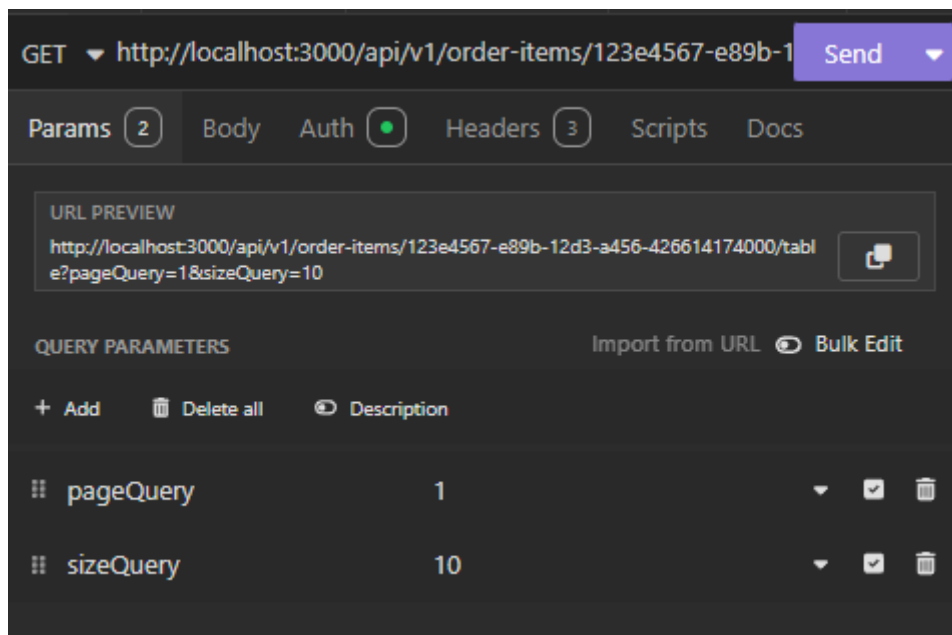 GET http://localhost:3000/api/v1/order-items/123e4567-e89b-1 Send
Params 2 Body Auth Headers 3 Scripts Docs
URL PREVIEW
http://localhost:3000/api/v1/order-items/123e4567-e89b-12d3-a456-426614174000/tabl
e?pageQuery=1&sizeQuery=10
QUERY PARAMETERS Import from URL Bulk Edit
+ Add Delete all Description
pageQuery 1
sizeQuery 10